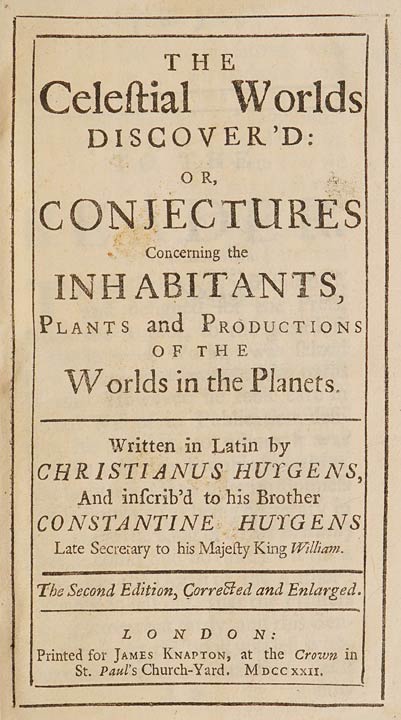 THE
Celeſtial Worlds
DISCOVER'D:
OR,
CONJECTURES
Concerning the
INHABITANTS,
PLANTS and PRODUCTIONS
OF THE
Worlds in the Planets.
Written in Latin by
CHRISTIANUS HUYGENS,
And inſcrib'd to his Brother
CONSTANTINE HUYGENS
Late Secretary to his Majeſty King William.
The Second Edition, Corrected and Enlarged.
LONDON:
Printed for JAMES KNAPTON, at the Crown in
St. Paul's Church-Yard. MDCCXXII.